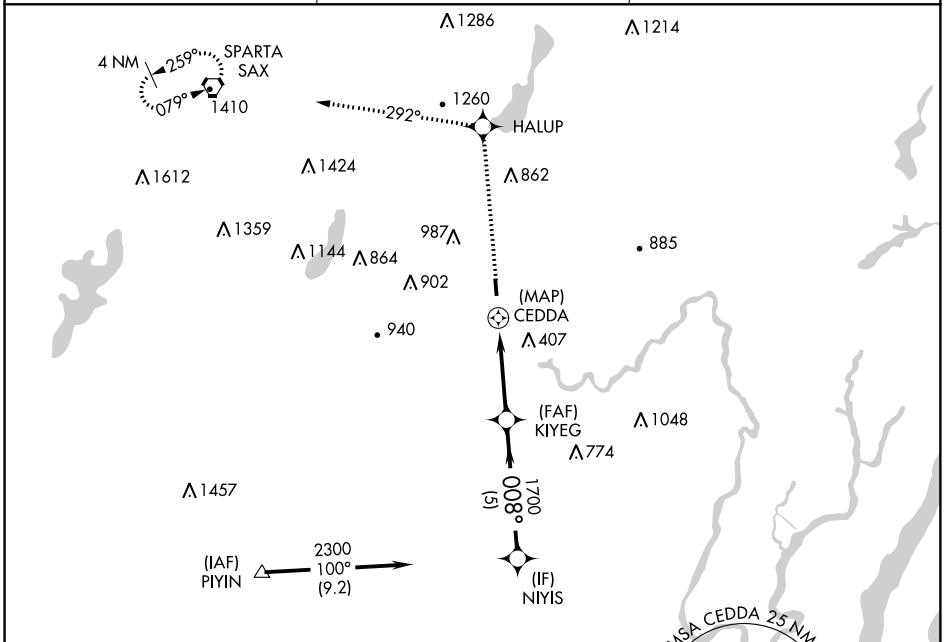 1286
1214
4 NM
259°
SPARTA
SAX
079°
1410
292°
1260
HALUP
1612
1424
862
1359
987
885
1144
864
902
(MAP)
CEDDA
940
407
(FAF)
KIYEG
1048
774
1457
1700
008°
(5)
(IAF)
PIYIN
2300
100°
(9.2)
(IF)
NIYIS
MSA CEDDA 25 NM